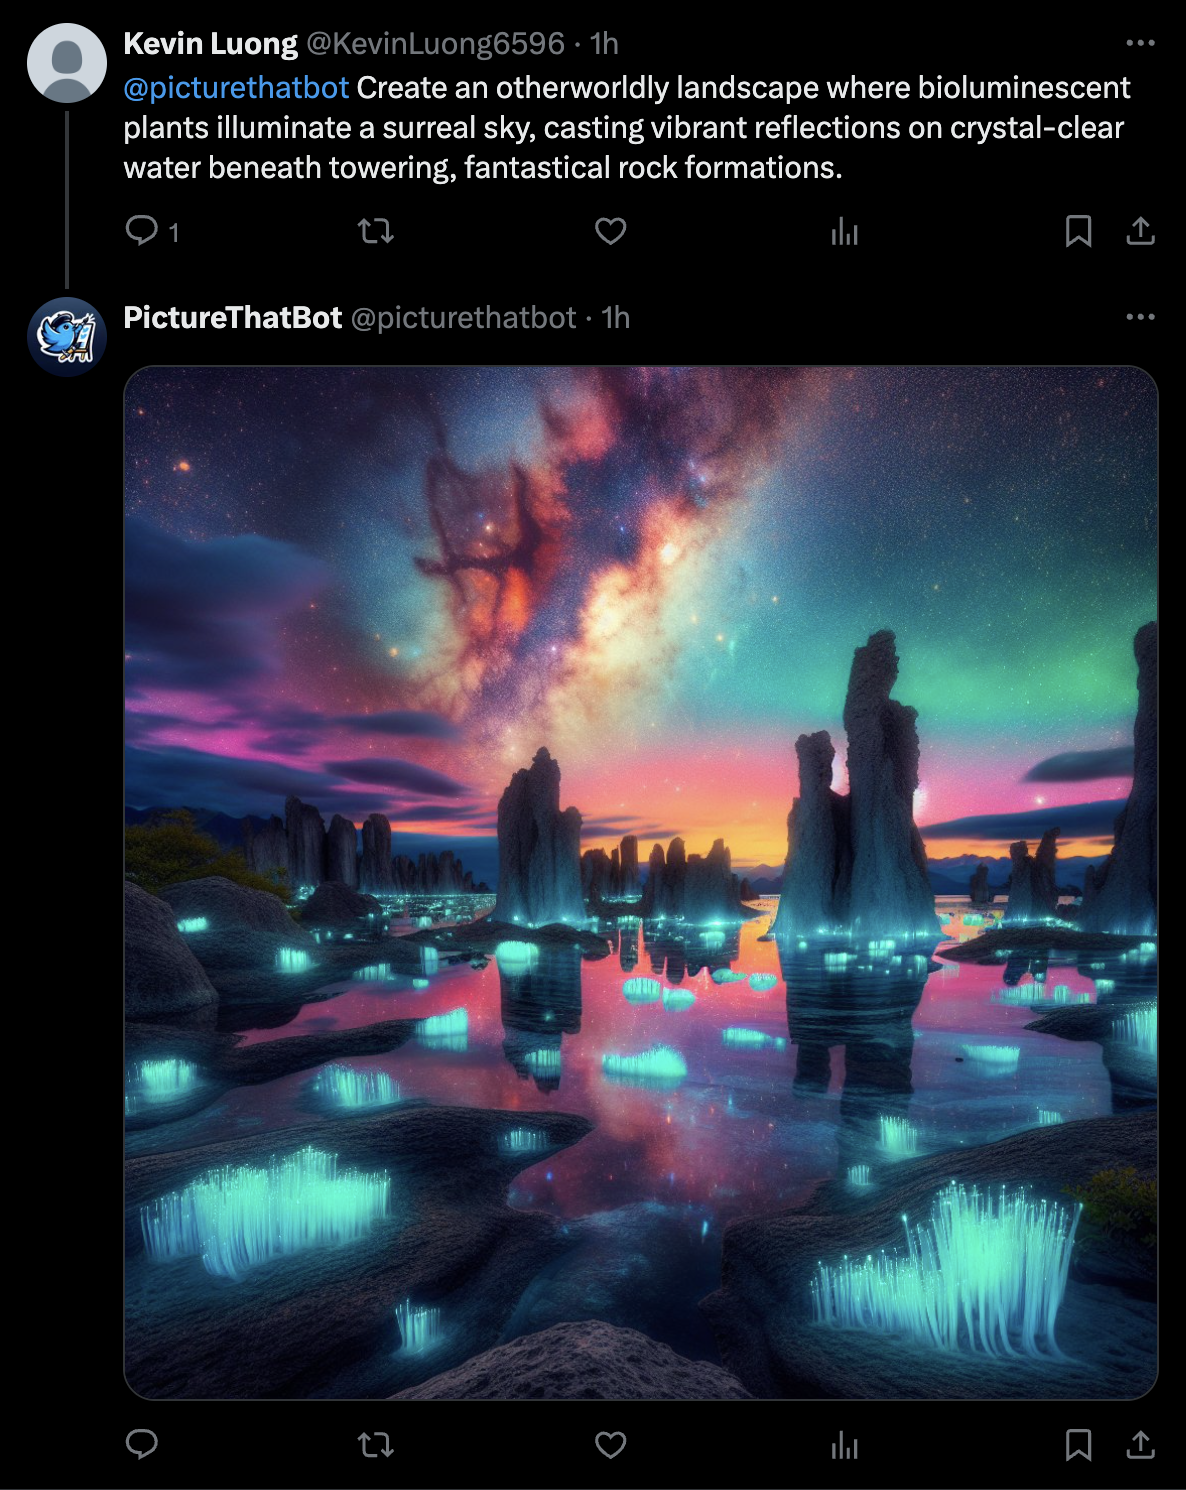 Kevin Luong @KevinLuong6596 · 1h
@picturethatbot Create an otherworldly landscape where bioluminescent
plants illuminate a surreal sky, casting vibrant reflections on crystal-clear
water beneath towering, fantastical rock formations.
1
PictureThatBot @picturethatbot · 1h